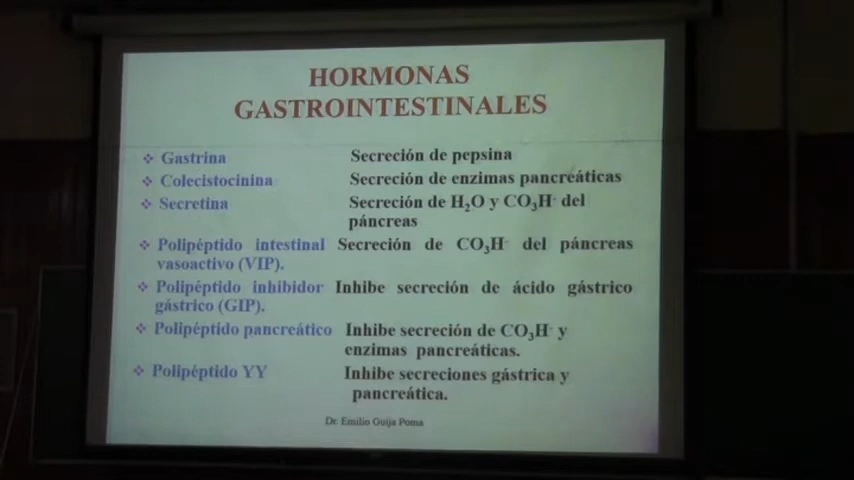 HORMONAS
GASTROINTESTINALES
❖ Gastrina Secreción de pepsina
❖ Colecistocinina Secreción de enzimas pancreáticas
❖ Secretina Secreción de H₂O y CO₃H⁻ del
páncreas
❖ Polipéptido intestinal Secreción de CO₃H⁻ del páncreas
vasoactivo (VIP).
❖ Polipéptido inhibidor Inhibe secreción de ácido gástrico
gástrico (GIP).
❖ Polipéptido pancreático Inhibe secreción de CO₃H⁻ y
enzimas pancreáticas.
❖ Polipéptido YY Inhibe secreciones gástrica y
pancreática.
Dr. Emilio Guija Poma